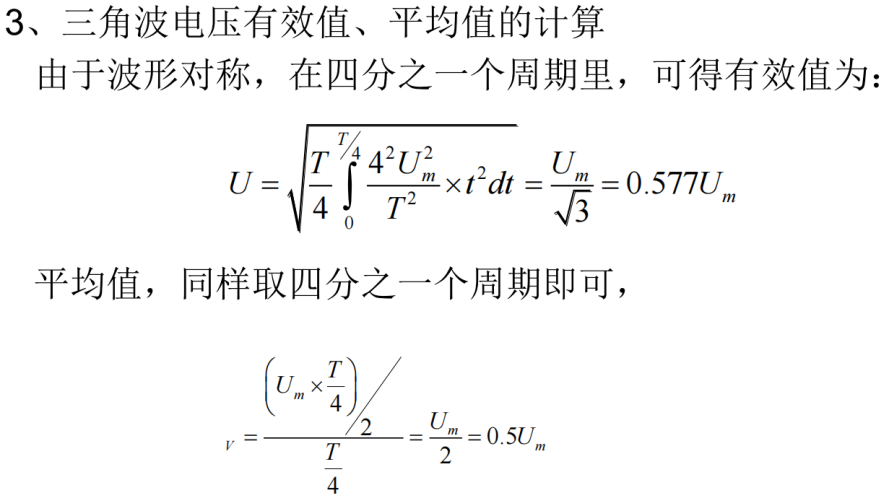 3、三角波电压有效值、平均值的计算
由于波形对称，在四分之一个周期里，可得有效值为：
U = \sqrt{\frac{T}{4} \int_{0}^{T/4} \frac{4^2 U_m^2}{T^2} \times t^2 dt} = \frac{U_m}{\sqrt{3}} = 0.577U_m
平均值，同样取四分之一个周期即可，
_V = \frac{\left(U_m \times \frac{T}{4}\right)/2}{\frac{T}{4}} = \frac{U_m}{2} = 0.5U_m